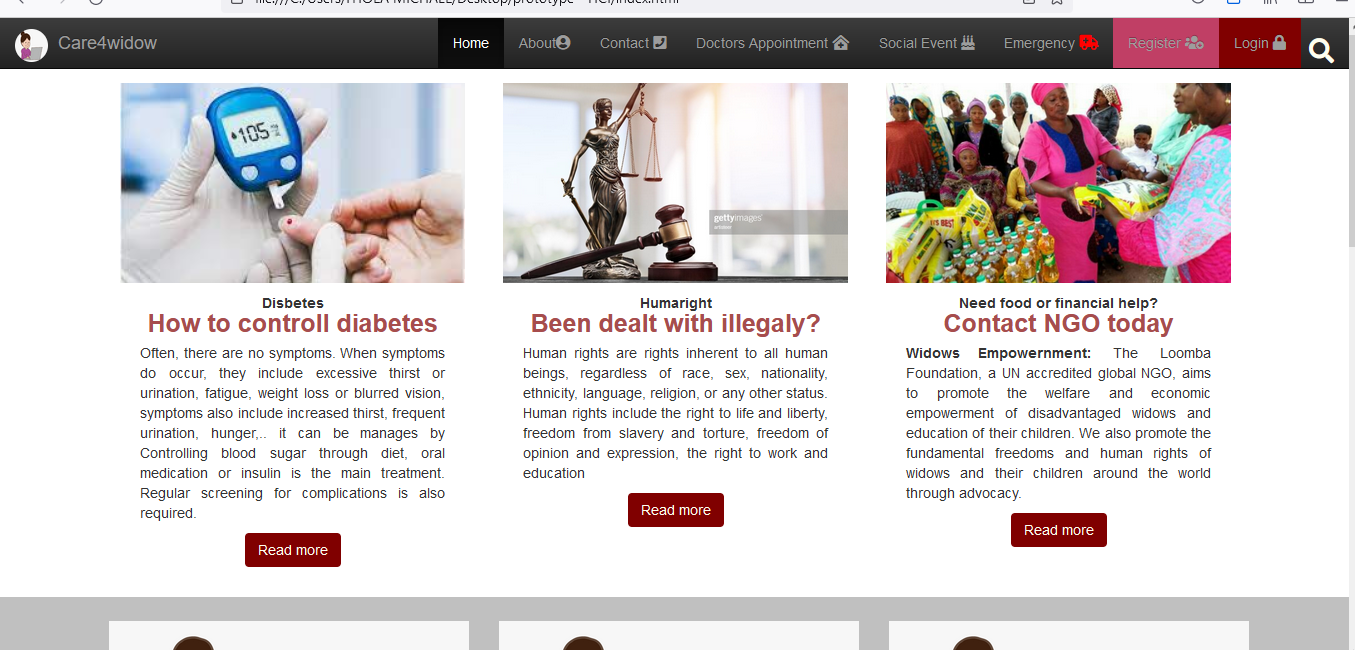 Care4widow
Home
About
Contact
Doctors Appointment
Social Event
Emergency
Register
Login
105
gettyimages
Disbetes
How to controll diabetes
Often, there are no symptoms. When symptoms
do occur, they include excessive thirst or
urination, fatigue, weight loss or blurred vision,
symptoms also include increased thirst, frequent
urination, hunger,.. it can be manages by
Controlling blood sugar through diet, oral
medication or insulin is the main treatment.
Regular screening for complications is also
required.
Read more
Humaright
Been dealt with illegaly?
Human rights are rights inherent to all human
beings, regardless of race, sex, nationality,
ethnicity, language, religion, or any other status.
Human rights include the right to life and liberty,
freedom from slavery and torture, freedom of
opinion and expression, the right to work and
education
Read more
Need food or financial help?
Contact NGO today
Widows Empowernment: The Loomba
Foundation, a UN accredited global NGO, aims
to promote the welfare and economic
empowerment of disadvantaged widows and
education of their children. We also promote the
fundamental freedoms and human rights of
widows and their children around the world
through advocacy.
Read more